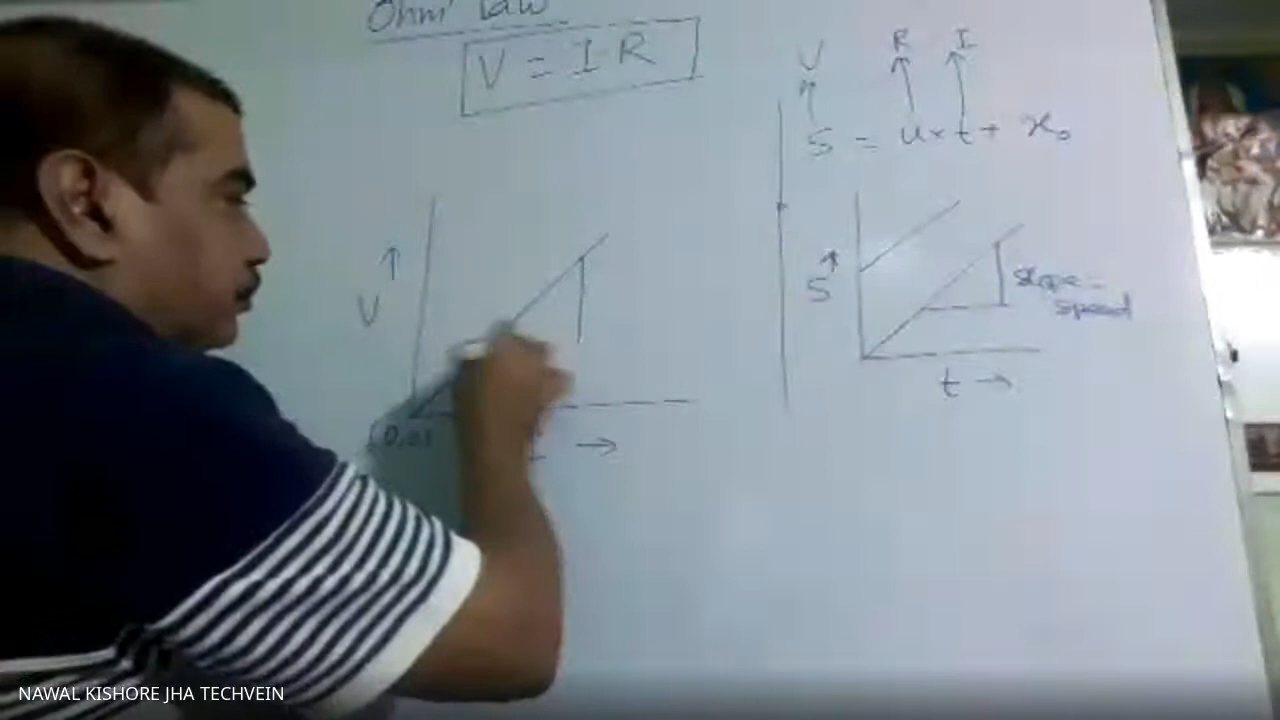 Ohm' Law
V = I R
V R I
S = u × t + x₀
V ↑
(0,0)
I →
S ↑
slope =
speed
t →
NAWAL KISHORE JHA TECHVEIN